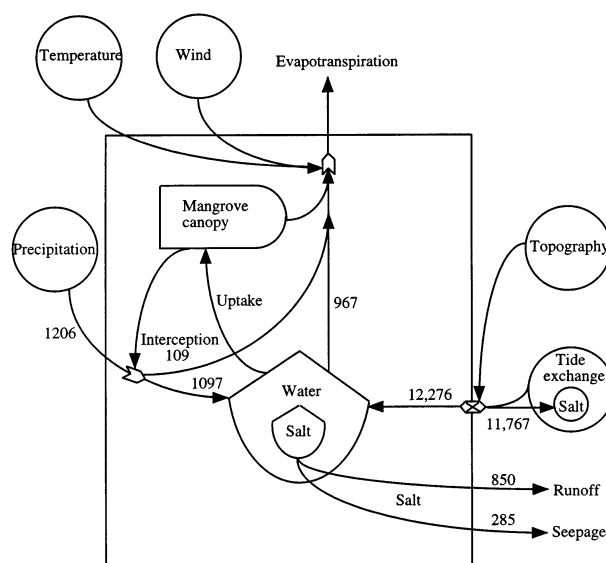 Temperature
Wind
Evapotranspiration
Mangrove
canopy
Precipitation
Topography
Uptake
1206
Interception
109
967
1097
Water
12,276
Tide
exchange
Salt
11,767
Salt
850
Runoff
Salt
285
Seepage